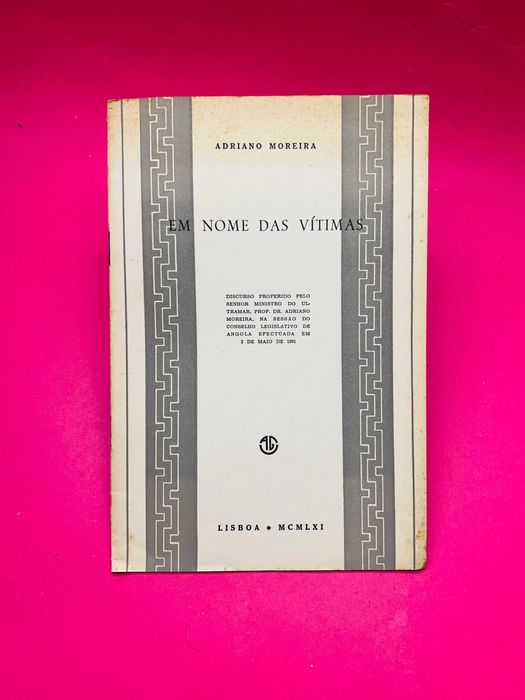 ADRIANO MOREIRA
EM NOME DAS VÍTIMAS
DISCURSO PROFERIDO PELO
SENHOR MINISTRO DO UL-
TRAMAR, PROF. DR. ADRIANO
MOREIRA, NA SESSÃO DO
CONSELHO LEGISLATIVO DE
ANGOLA EFECTUADA EM
2 DE MAIO DE 1961
AGU
LISBOA ♦ MCMLXI